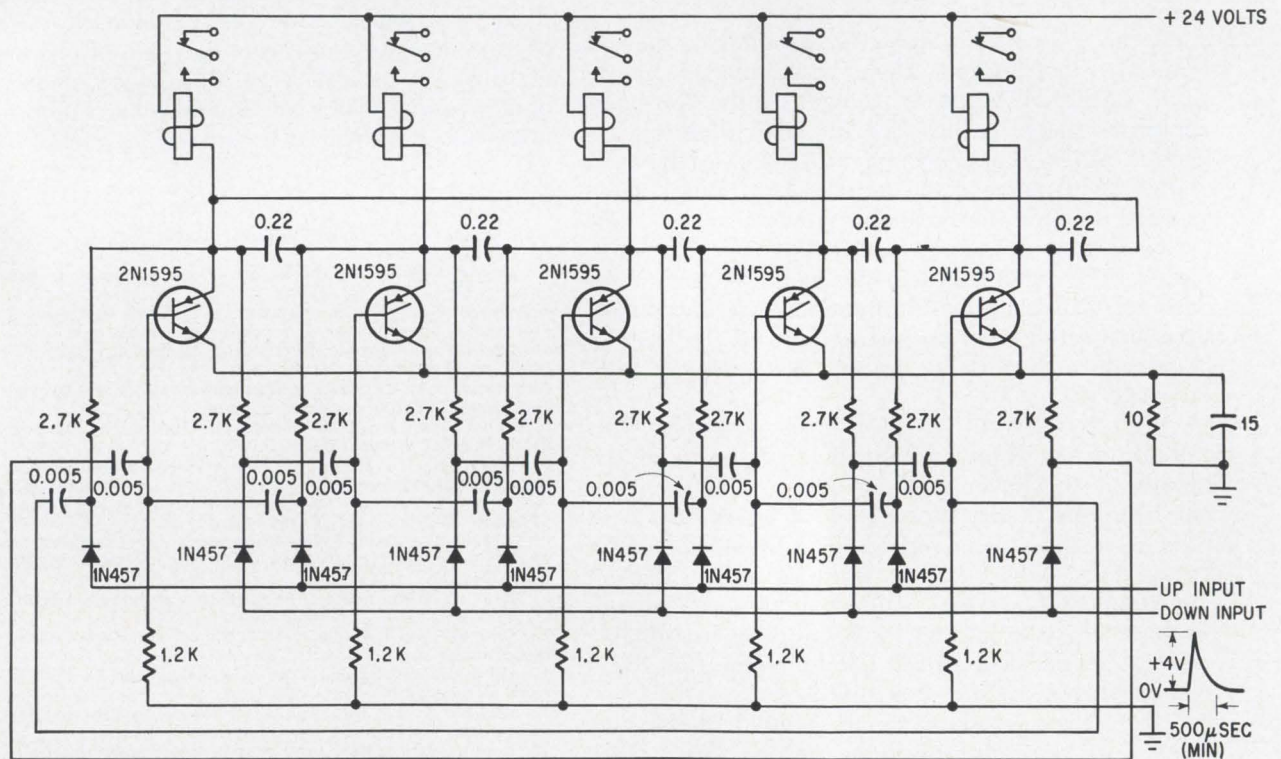 + 24 VOLTS
0.22 0.22 0.22 0.22 0.22
2N1595 2N1595 2N1595 2N1595 2N1595
2.7K 2.7K 2.7K 2.7K 2.7K 2.7K 2.7K 2.7K 2.7K 2.7K 10 15
0.005 0.005 0.005 0.005 0.005 0.005 0.005 0.005 0.005 0.005
1N457 1N457 1N457 1N457 1N457
1N457 1N457 1N457 1N457 1N457
UP INPUT
DOWN INPUT
1.2K 1.2K 1.2K 1.2K 1.2K
+4V
0V
500μSEC
(MIN)